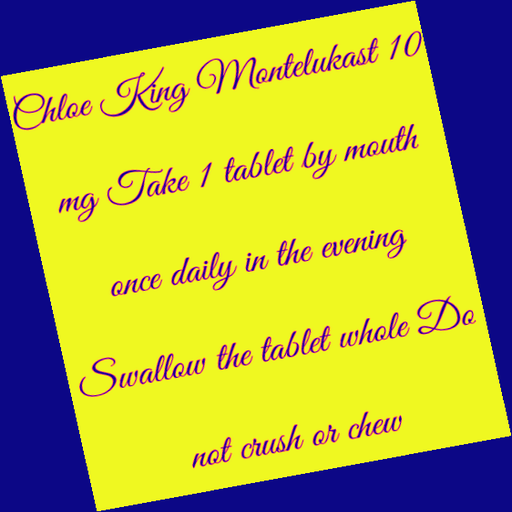 Chloe King Montelukast 10
mg Take 1 tablet by mouth
once daily in the evening
Swallow the tablet whole Do
not crush or chew